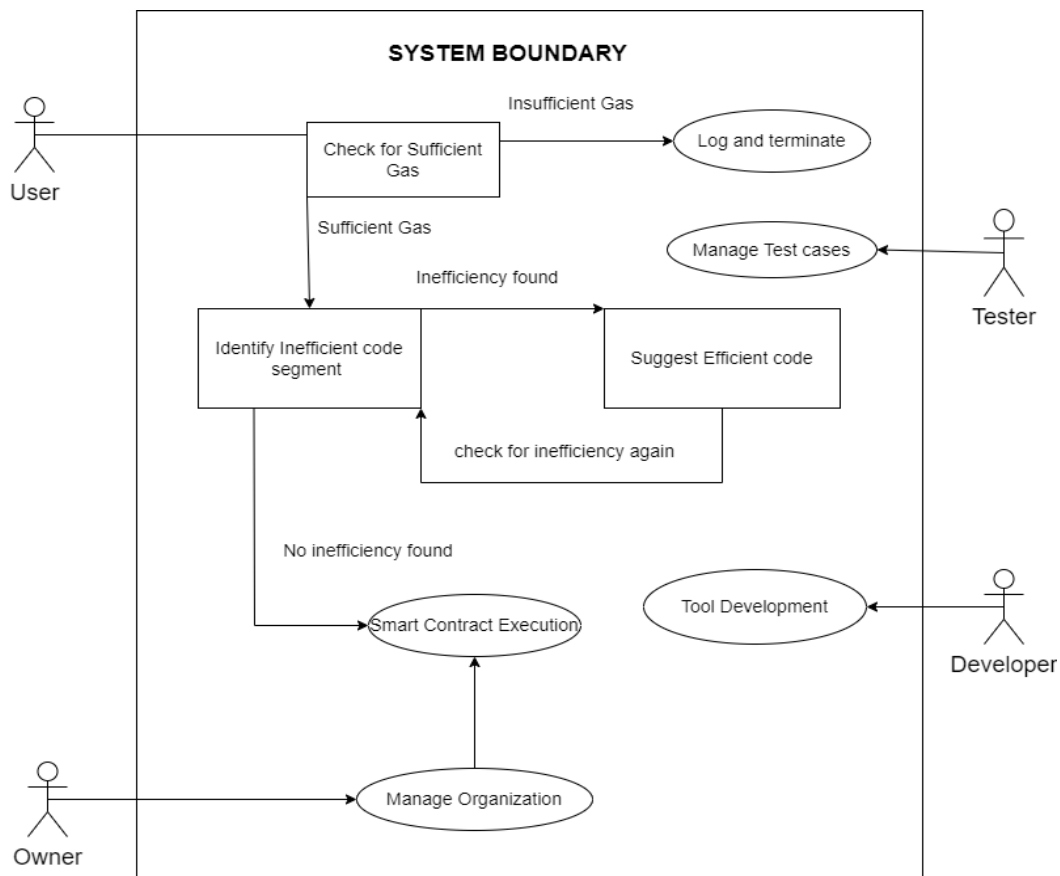 SYSTEM BOUNDARY
Insufficient Gas
Check for Sufficient
Gas
Log and terminate
User
Sufficient Gas
Manage Test cases
Inefficiency found
Tester
Identify Inefficient code
segment
Suggest Efficient code
check for inefficiency again
No inefficiency found
Tool Development
Smart Contract Execution
Developer
Manage Organization
Owner